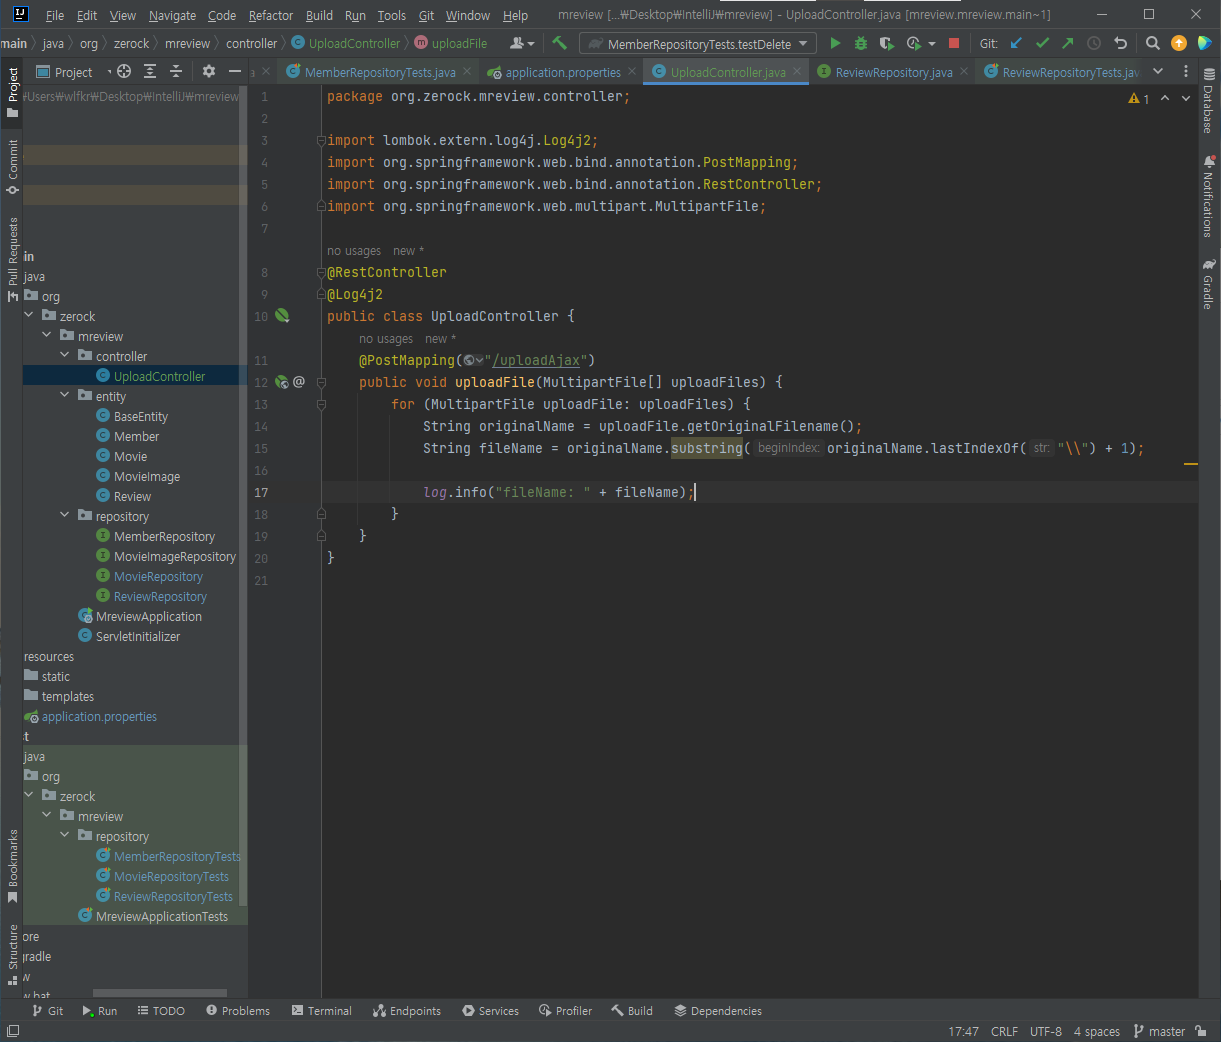 File Edit View Navigate Code Refactor Build Run Tools Git Window Help mreview [...₩Desktop₩IntelliJ₩mreview] - UploadController.java [mreview.mreview.main~1]
main java org zerock mreview controller UploadController uploadFile MemberRepositoryTests.testDelete Git:
Project MemberRepositoryTests.java application.properties UploadController.java ReviewRepository.java ReviewRepositoryTests.jav
₩Users₩wlfkr₩Desktop₩IntelliJ₩mreview
in
java
org
zerock
mreview
controller
UploadController
entity
BaseEntity
Member
Movie
MovieImage
Review
repository
MemberRepository
MovieImageRepository
MovieRepository
ReviewRepository
MreviewApplication
ServletInitializer
resources
static
templates
application.properties
t
java
org
zerock
mreview
repository
MemberRepositoryTests
MovieRepositoryTests
ReviewRepositoryTests
MreviewApplicationTests
ore
gradle
w
w.bat
Project
Commit
Pull Requests
Bookmarks
Structure
1 package org.zerock.mreview.controller;
2
3 import lombok.extern.log4j.Log4j2;
4 import org.springframework.web.bind.annotation.PostMapping;
5 import org.springframework.web.bind.annotation.RestController;
6 import org.springframework.web.multipart.MultipartFile;
7
no usages new *
8 @RestController
9 @Log4j2
10 public class UploadController {
no usages new *
11 @PostMapping("/uploadAjax")
12 public void uploadFile(MultipartFile[] uploadFiles) {
13 for (MultipartFile uploadFile: uploadFiles) {
14 String originalName = uploadFile.getOriginalFilename();
15 String fileName = originalName.substring( beginIndex: originalName.lastIndexOf( str: "\\") + 1);
16
17 log.info("fileName: " + fileName);
18 }
19 }
20 }
21
1
Database
Notifications
Gradle
Git Run TODO Problems Terminal Endpoints Services Profiler Build Dependencies
17:47 CRLF UTF-8 4 spaces master